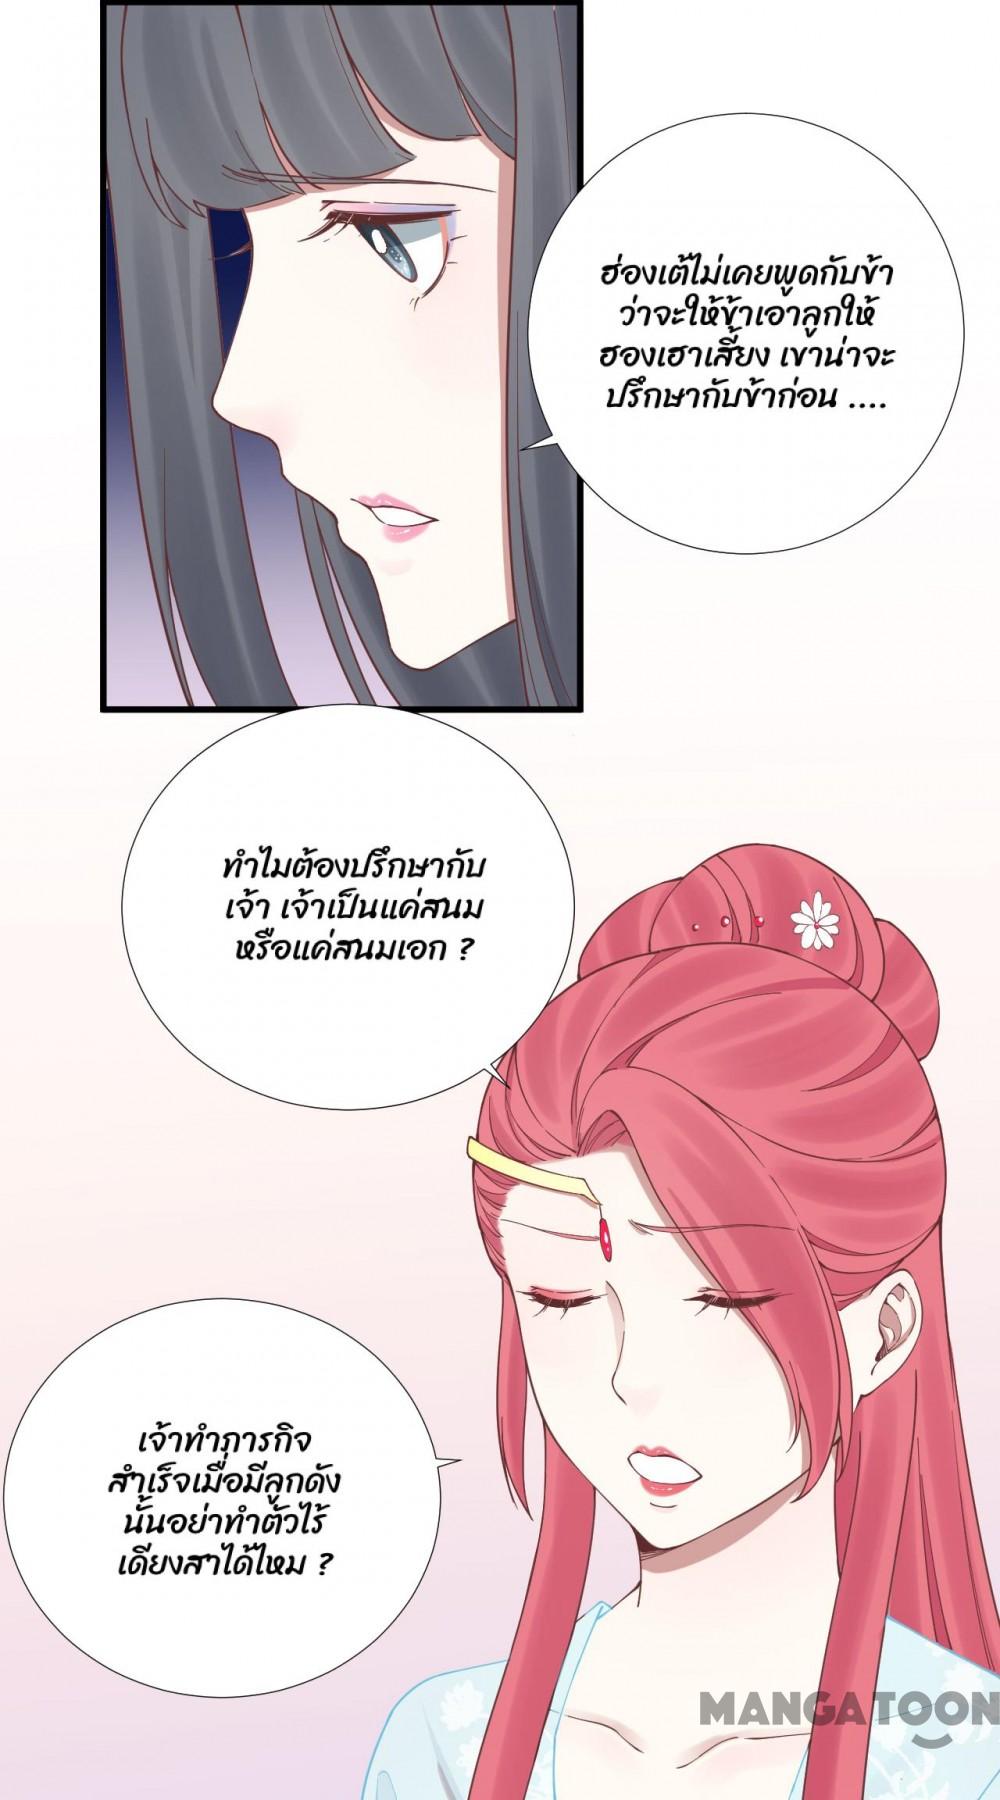 ฮ่องเต้ไม่เคยพูดกับข้า
ว่าจะให้ข้าเอาลูกให้
ฮองเฮาเลี้ยง เขาน่าจะ
ปรึกษากับข้าก่อน ....
ทำไมต้องปรึกษากับ
เจ้า เจ้าเป็นแค่สนม
หรือแค่สนมเอก ?
เจ้าทำภารกิจ
สำเร็จเมื่อมีลูกดัง
นั้นอย่าทำตัวไร้
เดียงสาได้ไหม ?
MANGATOON